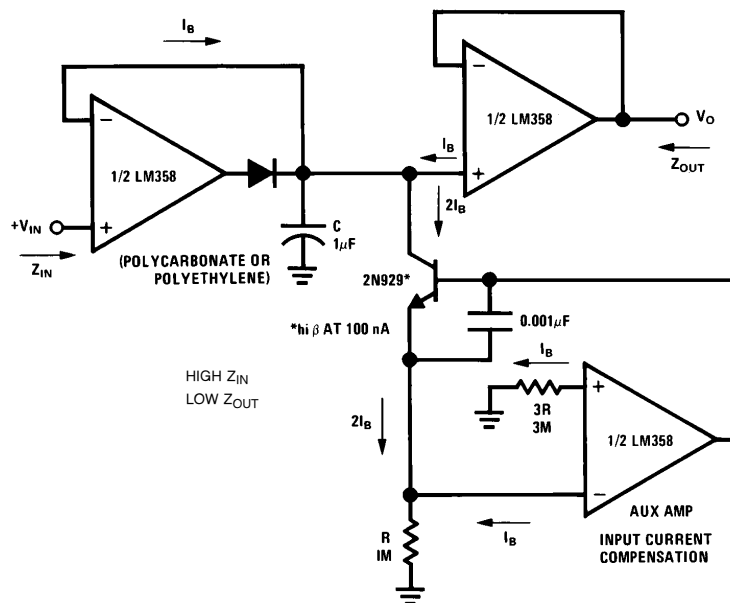 I_B
−
1/2 LM358
+V_IN
+
Z_IN
(POLYCARBONATE OR
POLYETHYLENE)
C
1μF
−
1/2 LM358
+
I_B
V_O
Z_OUT
2I_B
2N929*
*hi β AT 100 nA
0.001μF
HIGH Z_IN
LOW Z_OUT
I_B
3R
3M
+
1/2 LM358
−
2I_B
I_B
R
1M
AUX AMP
INPUT CURRENT
COMPENSATION